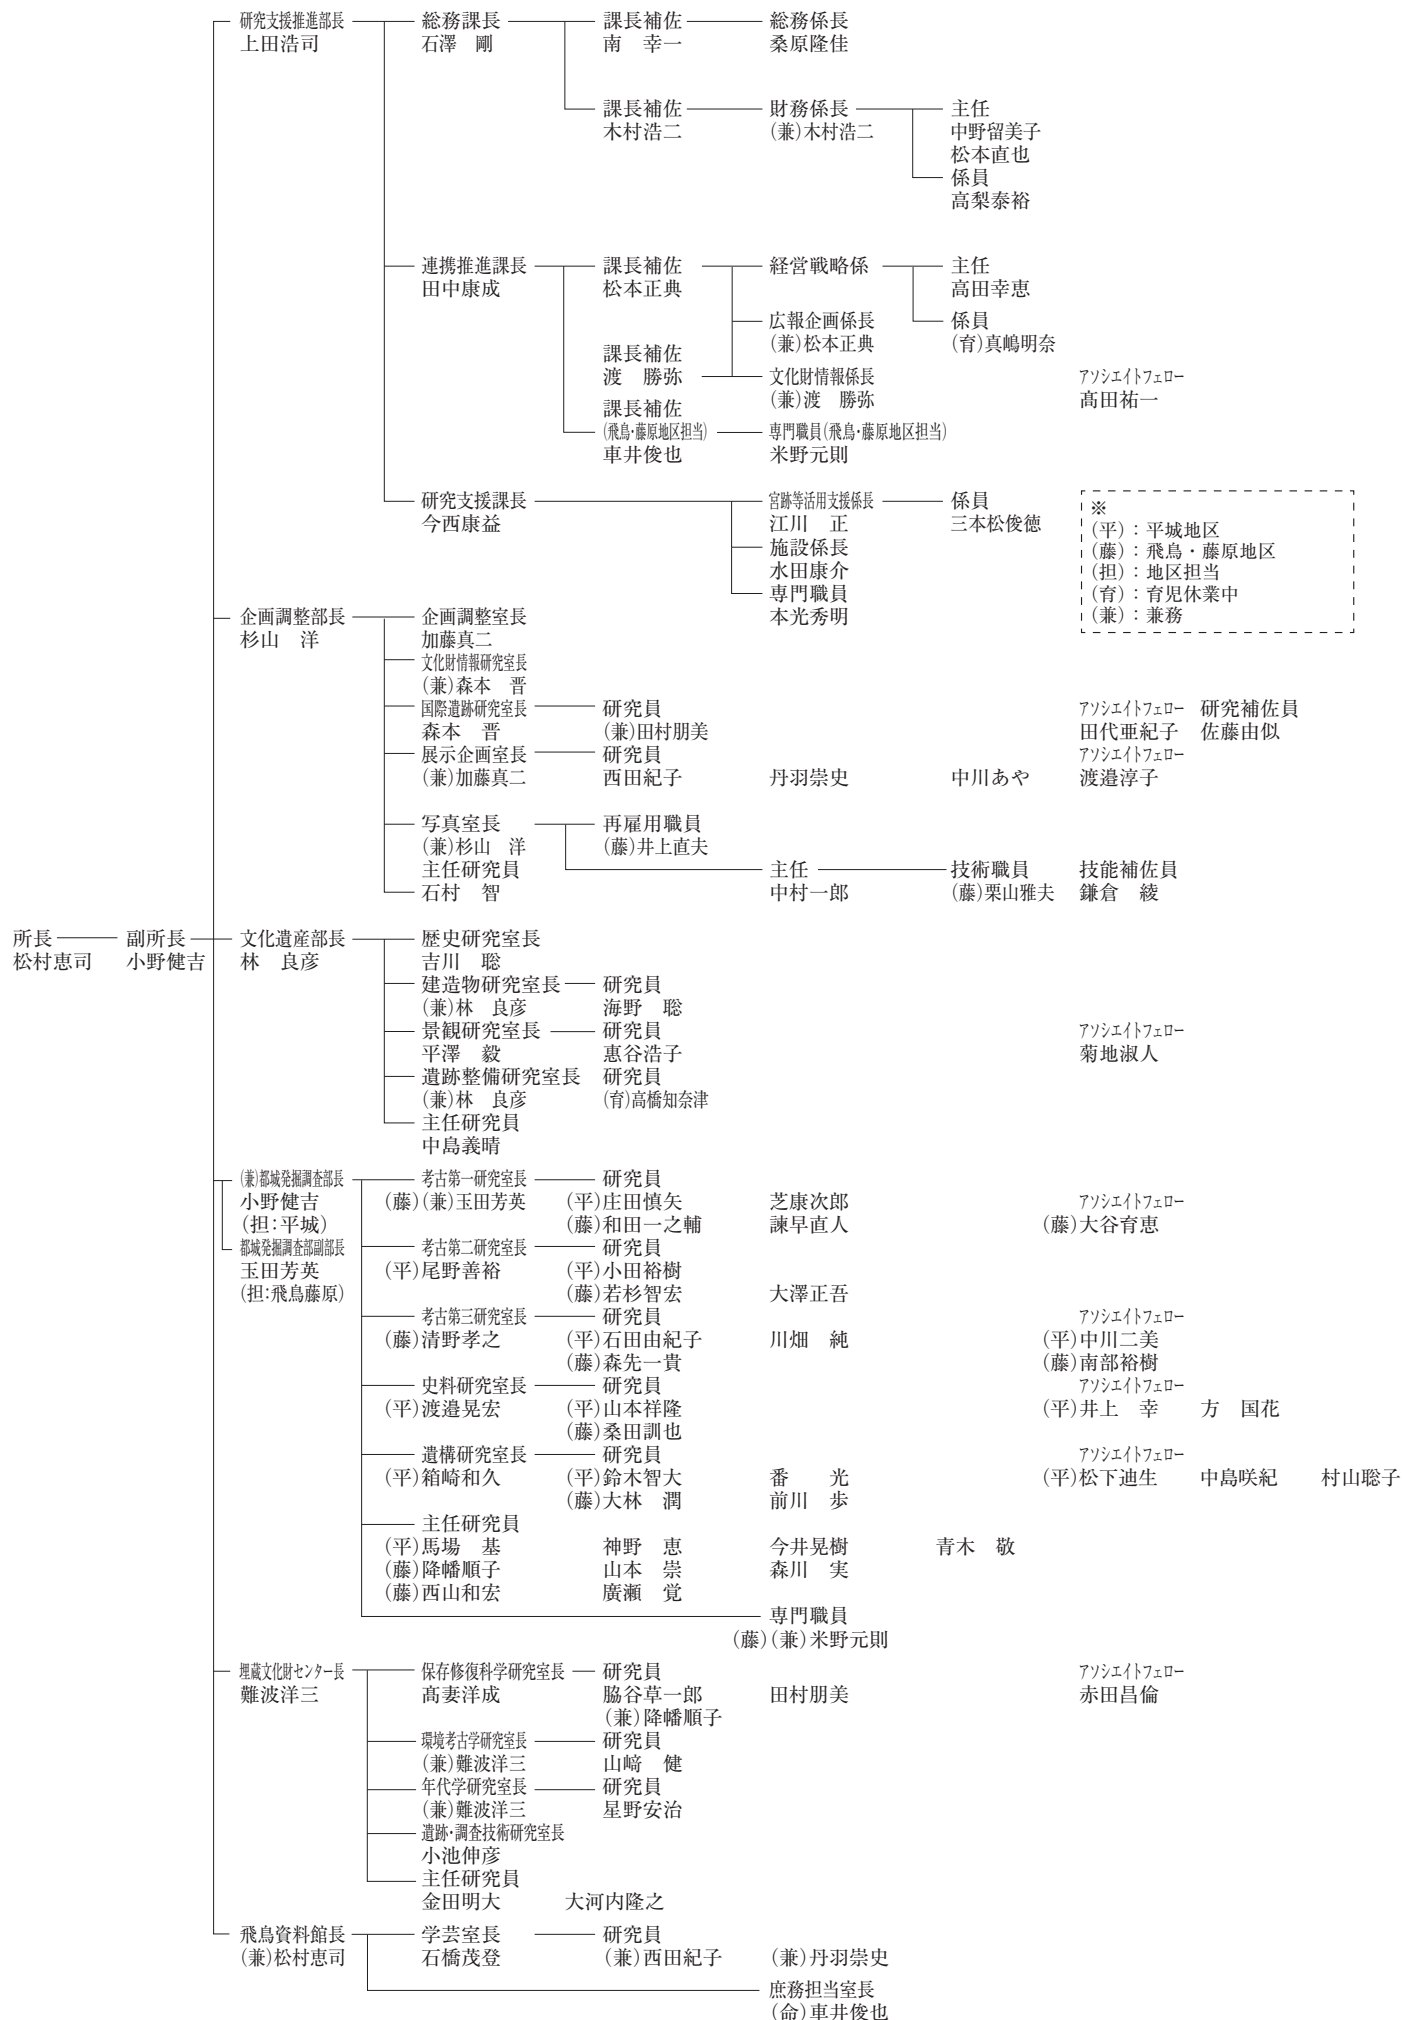 研究支援推進部長 総務課長 課長補佐 総務係長
上田浩司 石澤　剛 南　幸一 桑原隆佳
課長補佐 財務係長 主任
木村浩二 (兼)木村浩二 中野留美子
松本直也
係員
高梨泰裕
連携推進課長 課長補佐 経営戦略係 主任
田中康成 松本正典 高田幸恵
広報企画係長 係員
(兼)松本正典 (育)真嶋明奈
課長補佐
渡　勝弥 文化財情報係長 アソシエイトフェロー
(兼)渡　勝弥 髙田祐一
課長補佐
(飛鳥・藤原地区担当) 専門職員(飛鳥・藤原地区担当)
車井俊也 米野元則
研究支援課長 宮跡等活用支援係長 係員
今西康益 江川　正 三本松俊徳
施設係長
水田康介
専門職員
本光秀明
※
(平)：平城地区
(藤)：飛鳥・藤原地区
(担)：地区担当
(育)：育児休業中
(兼)：兼務
企画調整部長 企画調整室長
杉山　洋 加藤真二
文化財情報研究室長
(兼)森本　晋
国際遺跡研究室長 研究員 アソシエイトフェロー 研究補佐員
森本　晋 (兼)田村朋美 田代亜紀子 佐藤由似
展示企画室長 研究員 アソシエイトフェロー
(兼)加藤真二 西田紀子 丹羽崇史 中川あや 渡邉淳子
写真室長 再雇用職員
(兼)杉山　洋 (藤)井上直夫
主任研究員 主任 技術職員 技能補佐員
石村　智 中村一郎 (藤)栗山雅夫 鎌倉　綾
所長 副所長 文化遺産部長 歴史研究室長
松村恵司 小野健吉 林　良彦 吉川　聡
建造物研究室長 研究員
(兼)林　良彦 海野　聡
景観研究室長 研究員 アソシエイトフェロー
平澤　毅 惠谷浩子 菊地淑人
遺跡整備研究室長 研究員
(兼)林　良彦 (育)高橋知奈津
主任研究員
中島義晴
(兼)都城発掘調査部長 考古第一研究室長 研究員
小野健吉 (藤)(兼)玉田芳英 (平)庄田慎矢 芝康次郎 アソシエイトフェロー
(担:平城) (藤)和田一之輔 諫早直人 (藤)大谷育恵
都城発掘調査部副部長 考古第二研究室長 研究員
玉田芳英 (平)尾野善裕 (平)小田裕樹
(担:飛鳥藤原) (藤)若杉智宏 大澤正吾
考古第三研究室長 研究員 アソシエイトフェロー
(藤)清野孝之 (平)石田由紀子 川畑　純 (平)中川二美
(藤)森先一貴 (藤)南部裕樹
史料研究室長 研究員 アソシエイトフェロー
(平)渡邉晃宏 (平)山本祥隆 (平)井上　幸 方　国花
(藤)桑田訓也
遺構研究室長 研究員 アソシエイトフェロー
(平)箱崎和久 (平)鈴木智大 番　　光 (平)松下迪生 中島咲紀 村山聡子
(藤)大林　潤 前川　歩
主任研究員
(平)馬場　基 神野　恵 今井晃樹 青木　敬
(藤)降幡順子 山本　崇 森川　実
(藤)西山和宏 廣瀬　覚
専門職員
(藤)(兼)米野元則
埋蔵文化財センター長 保存修復科学研究室長 研究員 アソシエイトフェロー
難波洋三 髙妻洋成 脇谷草一郎 田村朋美 赤田昌倫
(兼)降幡順子
環境考古学研究室長 研究員
(兼)難波洋三 山﨑　健
年代学研究室長 研究員
(兼)難波洋三 星野安治
遺跡・調査技術研究室長
小池伸彦
主任研究員
金田明大 大河内隆之
飛鳥資料館長 学芸室長 研究員
(兼)松村恵司 石橋茂登 (兼)西田紀子 (兼)丹羽崇史
庶務担当室長
(命)車井俊也